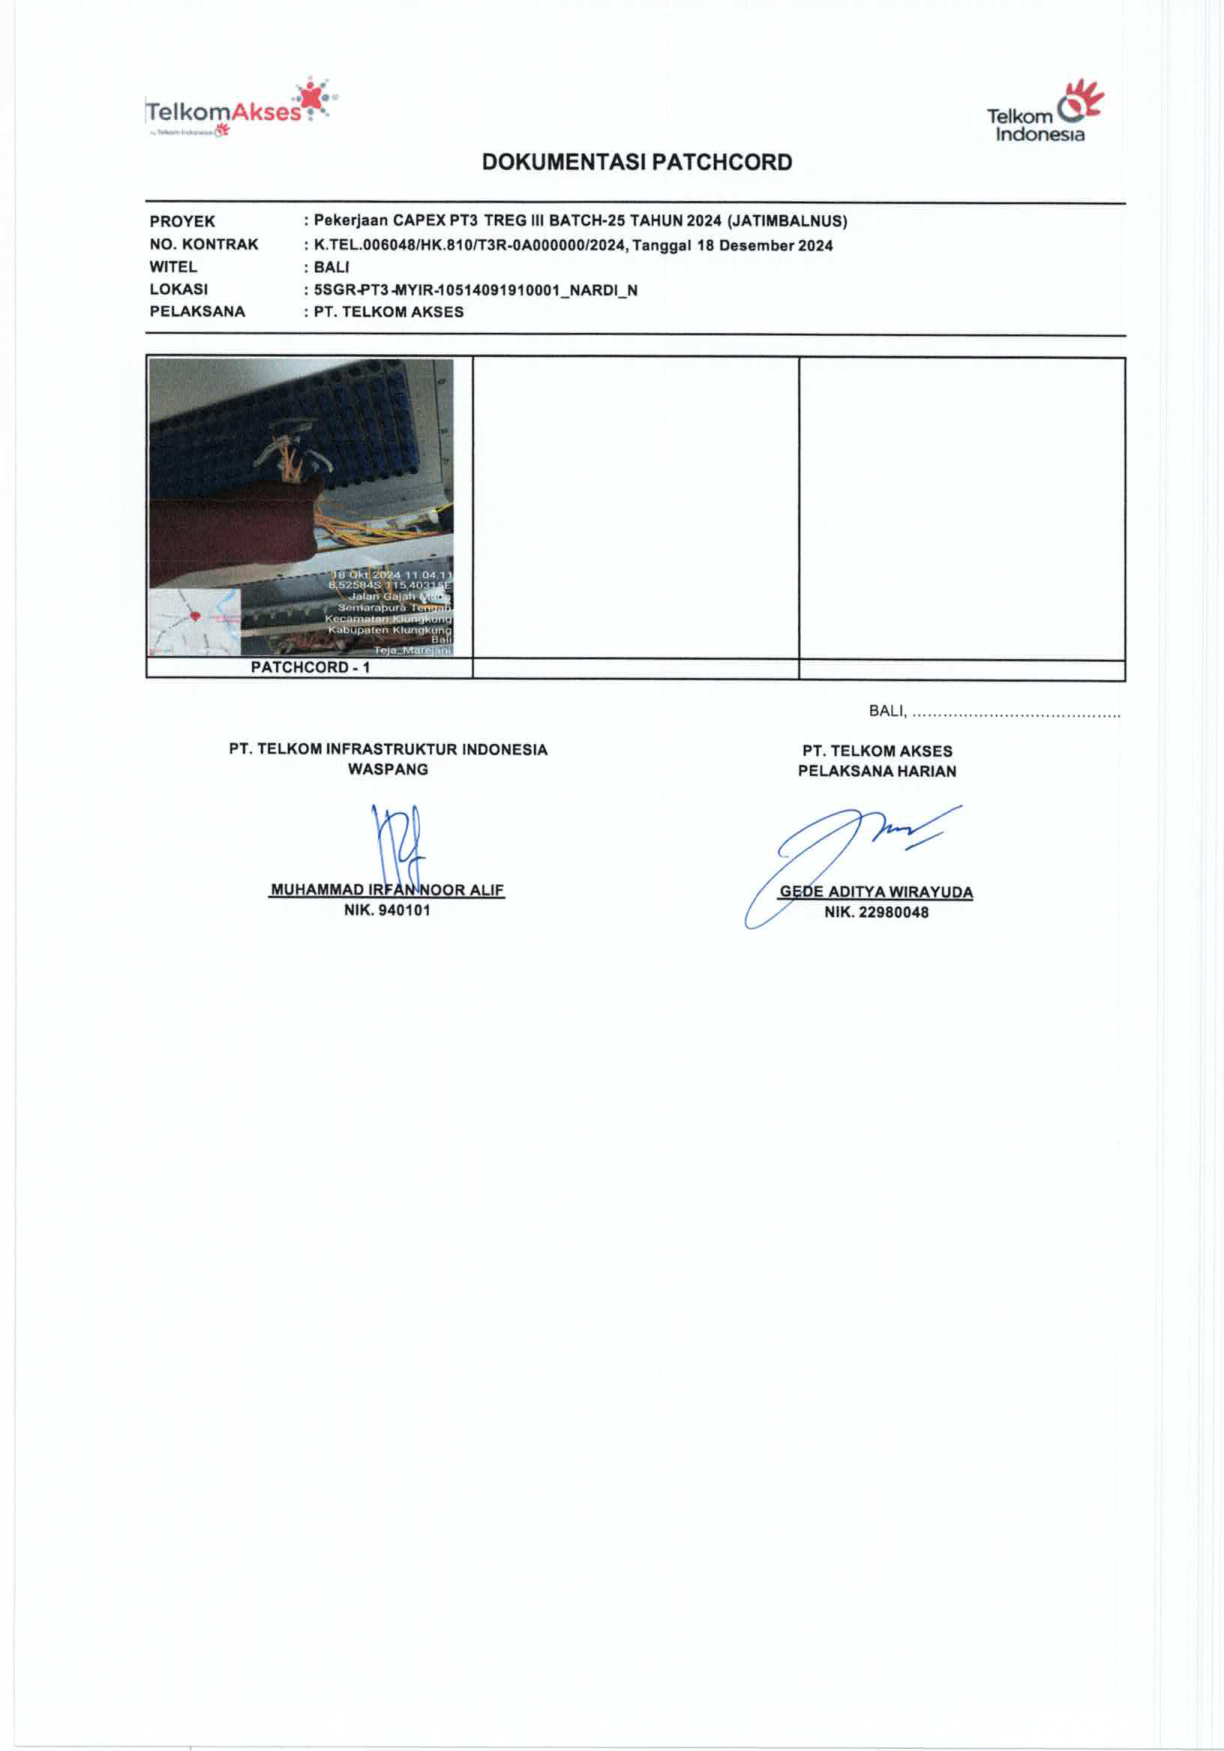 TelkomAkses
by Telkom Indonesia
Telkom
Indonesia
DOKUMENTASI PATCHCORD
PROYEK : Pekerjaan CAPEX PT3 TREG III BATCH-25 TAHUN 2024 (JATIMBALNUS)
NO. KONTRAK : K.TEL.006048/HK.810/T3R-0A000000/2024, Tanggal 18 Desember 2024
WITEL : BALI
LOKASI : 5SGR-PT3-MYIR-10514091910001_NARDI_N
PELAKSANA : PT. TELKOM AKSES
18 Okt 2024 11.04.11
8,52584S 115,40315E
Jalan Gajah Mada
Semarapura Tengah
Kecamatan Klungkung
Kabupaten Klungkung
Bali
Teja_Marejani
PATCHCORD - 1
BALI, ..........................................
PT. TELKOM INFRASTRUKTUR INDONESIA
WASPANG
PT. TELKOM AKSES
PELAKSANA HARIAN
MUHAMMAD IRFAN NOOR ALIF
NIK. 940101
GEDE ADITYA WIRAYUDA
NIK. 22980048